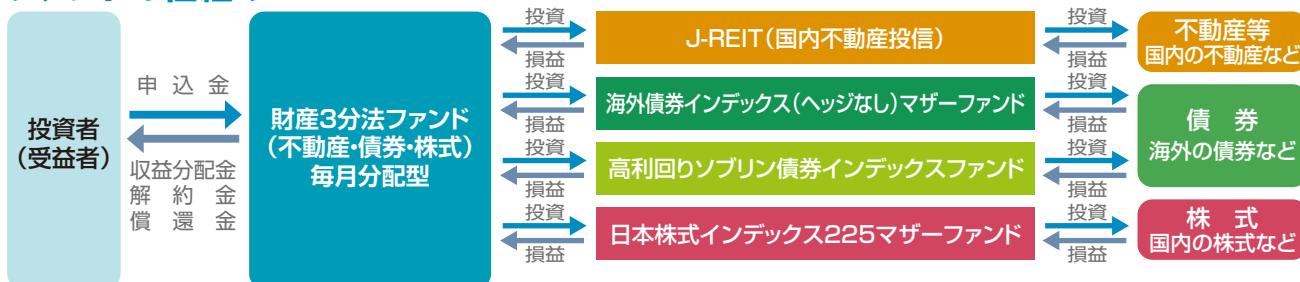 投資者
(受益者)
申込金
収益分配金
解約金
償還金
財産3分法ファンド
(不動産・債券・株式)
毎月分配型
投資
損益
J-REIT(国内不動産投信)
投資
損益
不動産等
国内の不動産など
投資
損益
海外債券インデックス(ヘッジなし)マザーファンド
投資
損益
債券
海外の債券など
投資
損益
高利回りソブリン債券インデックスファンド
投資
損益
投資
損益
日本株式インデックス225マザーファンド
投資
損益
株式
国内の株式など